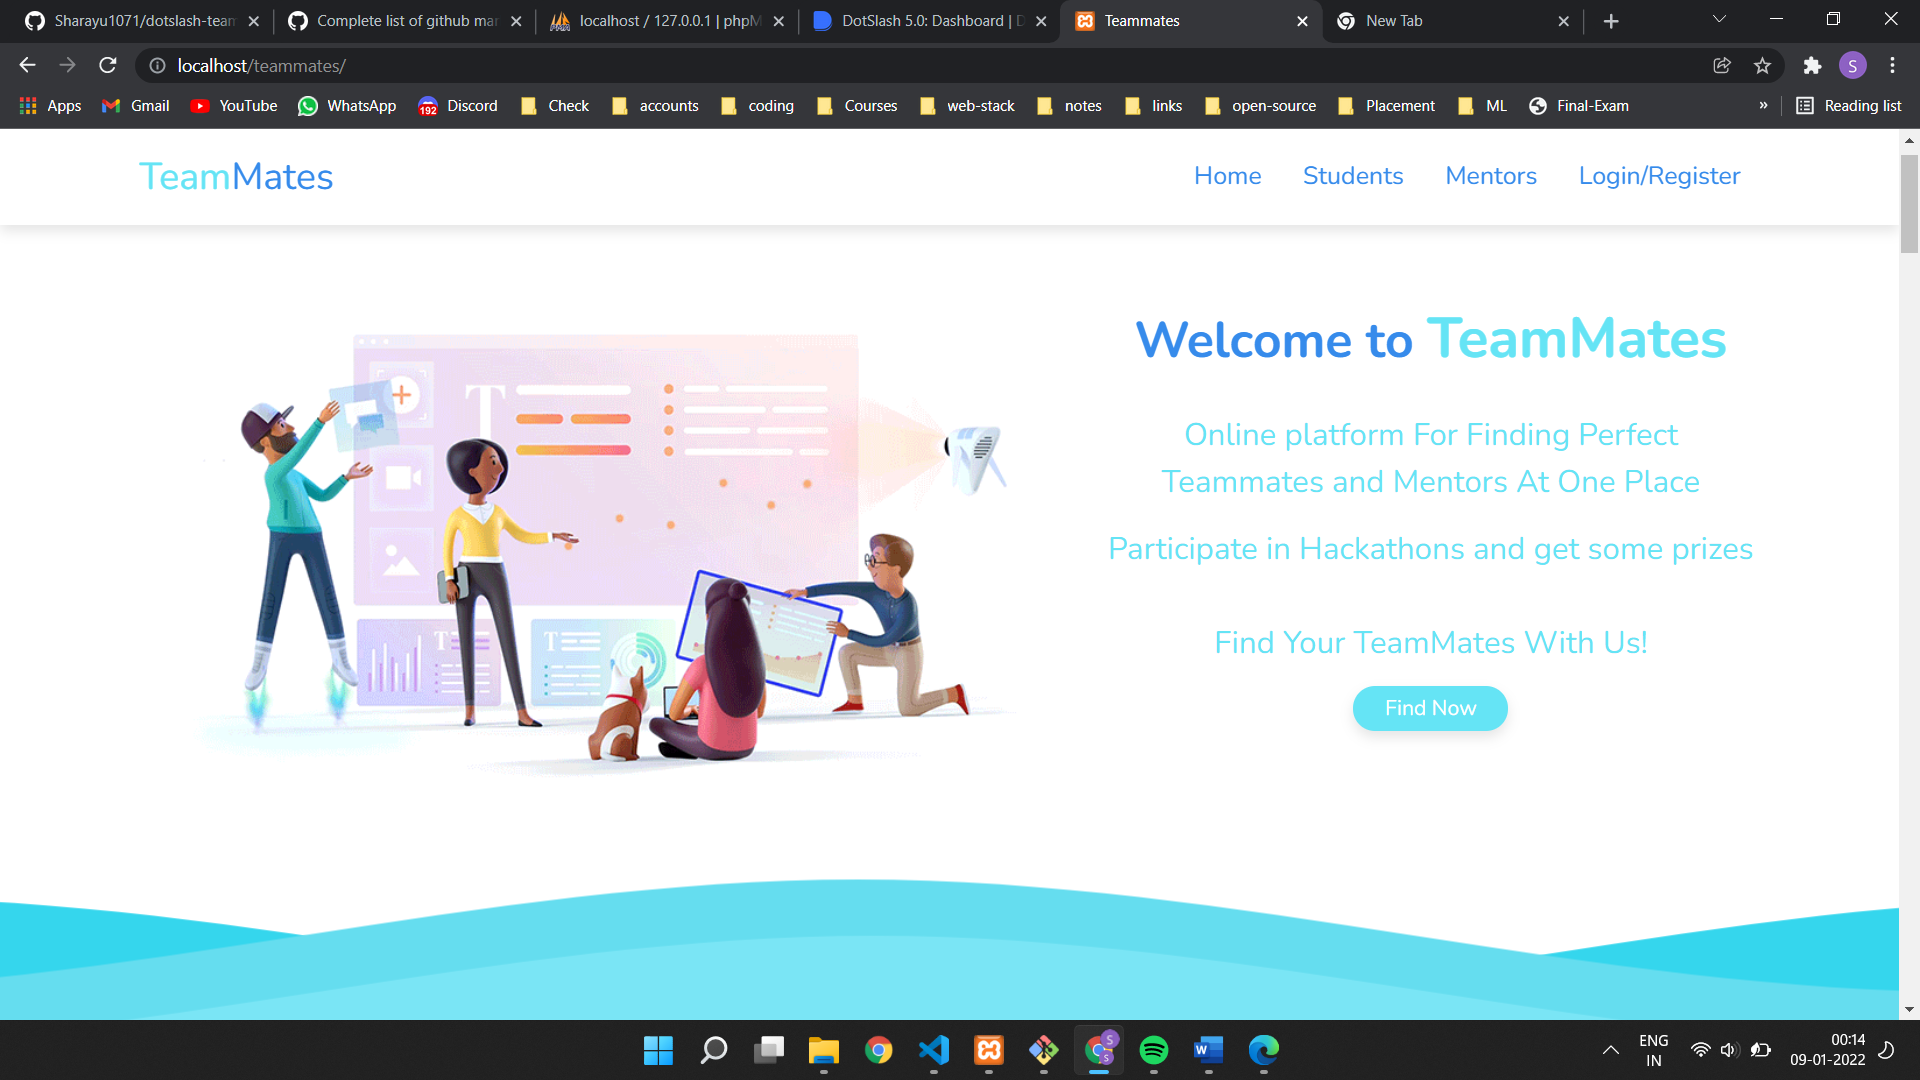 Sharayu1071/dotslash-team
Complete list of github mar
localhost / 127.0.0.1 | phpM
DotSlash 5.0: Dashboard | D
Teammates
New Tab
localhost/teammates/
S
Apps
Gmail
YouTube
WhatsApp
192
Discord
Check
accounts
coding
Courses
web-stack
notes
links
open-source
Placement
ML
Final-Exam
»
Reading list
TeamMates
Home
Students
Mentors
Login/Register
Welcome to TeamMates
Online platform For Finding Perfect
Teammates and Mentors At One Place
Participate in Hackathons and get some prizes
Find Your TeamMates With Us!
Find Now
T
T
T
ENG
IN
00:14
09-01-2022